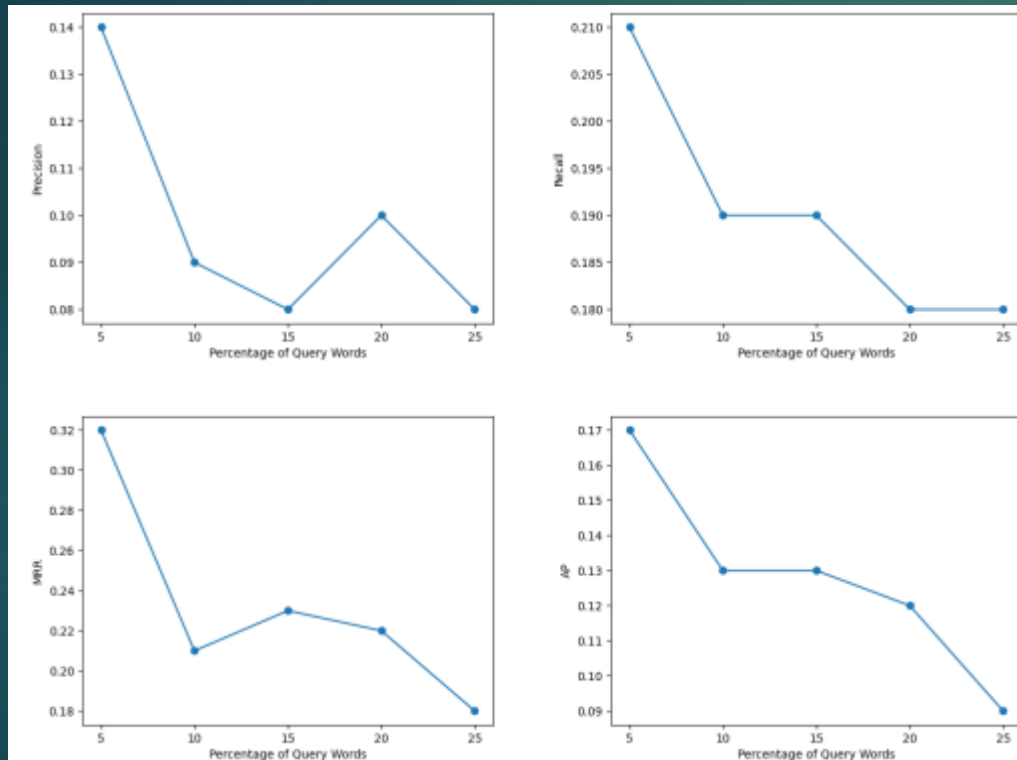 0.14
0.13
0.12
0.11
0.10
0.09
0.08
Precision
5 10 15 20 25
Percentage of Query Words
0.210
0.205
0.200
0.195
0.190
0.185
0.180
Recall
5 10 15 20 25
Percentage of Query Words
0.32
0.30
0.28
0.26
0.24
0.22
0.20
0.18
MRR
5 10 15 20 25
Percentage of Query Words
0.17
0.16
0.15
0.14
0.13
0.12
0.11
0.10
0.09
AP
5 10 15 20 25
Percentage of Query Words